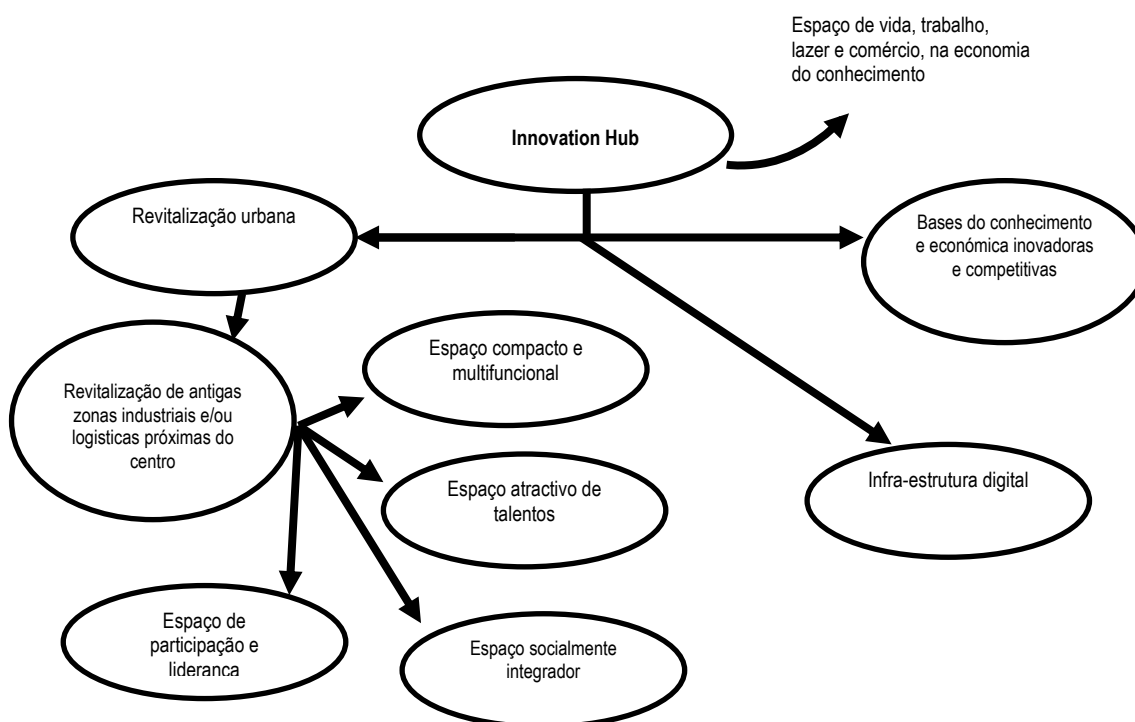 Espaço de vida, trabalho,
lazer e comércio, na economia
do conhecimento
Innovation Hub
Revitalização urbana
Bases do conhecimento
e económica inovadoras
e competitivas
Espaço compacto e
multifuncional
Revitalização de antigas
zonas industriais e/ou
logisticas próximas do
centro
Espaço atractivo de
talentos
Infra-estrutura digital
Espaço de
participação e
liderança
Espaço socialmente
integrador